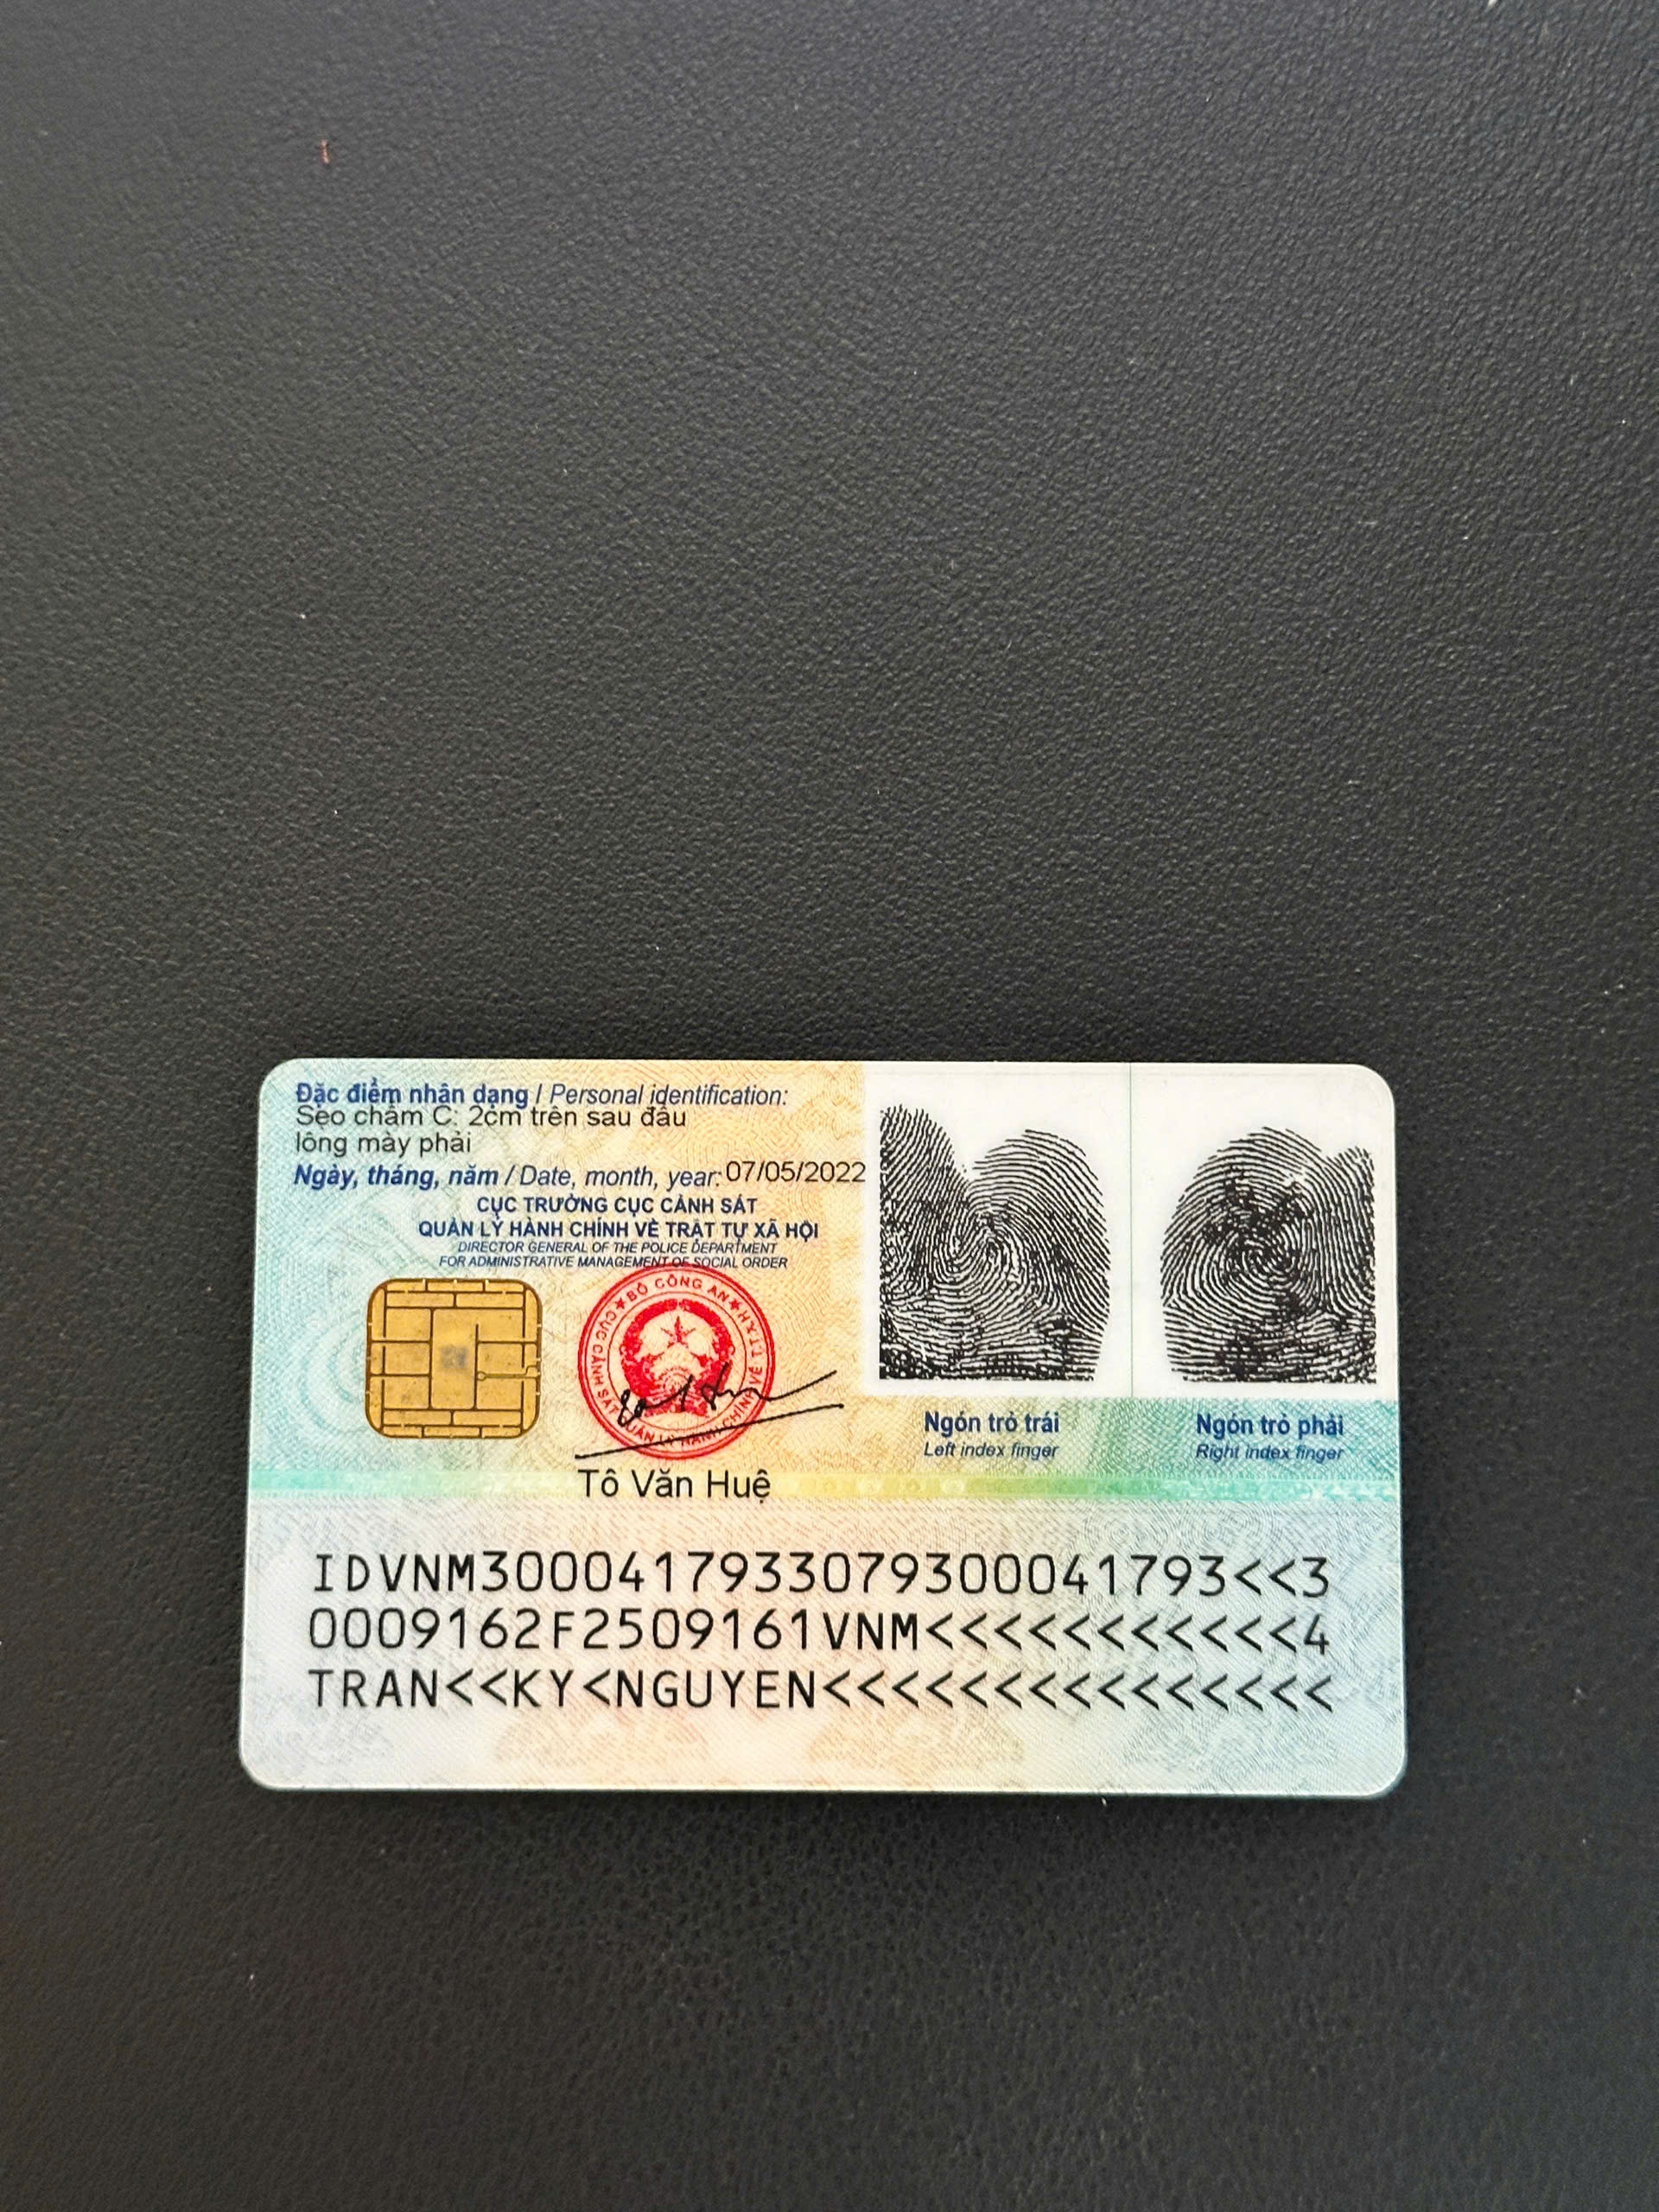 Đặc điểm nhân dạng / Personal identification:
Sẹo chấm C: 2cm trên sau đầu
lông mày phải
Ngày, tháng, năm / Date, month, year: 07/05/2022
CỤC TRƯỞNG CỤC CẢNH SÁT
QUẢN LÝ HÀNH CHÍNH VỀ TRẬT TỰ XÃ HỘI
DIRECTOR GENERAL OF THE POLICE DEPARTMENT
FOR ADMINISTRATIVE MANAGEMENT OF SOCIAL ORDER
BỘ CÔNG AN
CỤC CẢNH SÁT QUẢN LÝ HÀNH CHÍNH VỀ TTXH
Tô Văn Huệ
Ngón trỏ trái
Left index finger
Ngón trỏ phải
Right index finger
IDVNM3000417933079300041793<<3
0009162F2509161VNM<<<<<<<<<<<4
TRAN<<KY<NGUYEN<<<<<<<<<<<<<<<